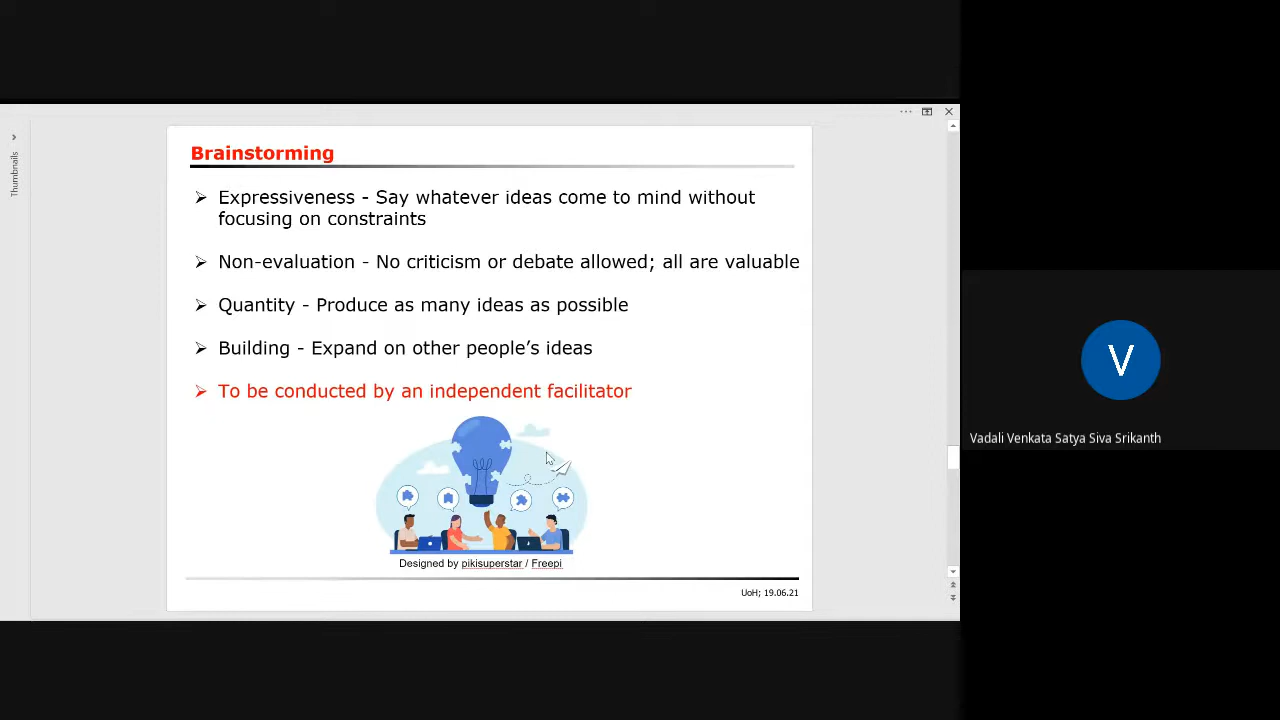 Thumbnails
Brainstorming
Expressiveness - Say whatever ideas come to mind without
focusing on constraints
Non-evaluation - No criticism or debate allowed; all are valuable
Quantity - Produce as many ideas as possible
Building - Expand on other people's ideas
To be conducted by an independent facilitator
Designed by pikisuperstar / Freepi
UoH; 19.06.21
V
Vadali Venkata Satya Siva Srikanth